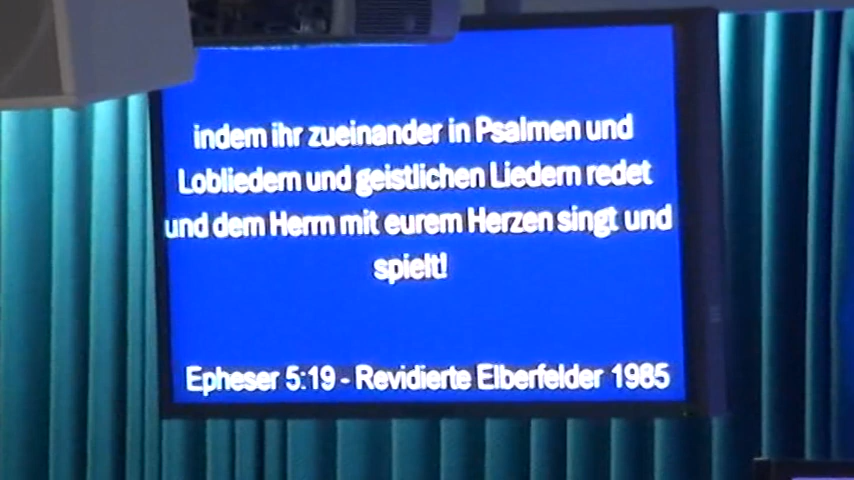 indem ihr zueinander in Psalmen und
Lobliedern und geistlichen Liedern redet
und dem Herrn mit eurem Herzen singt und
spielt!
Epheser 5:19 - Revidierte Elberfelder 1985